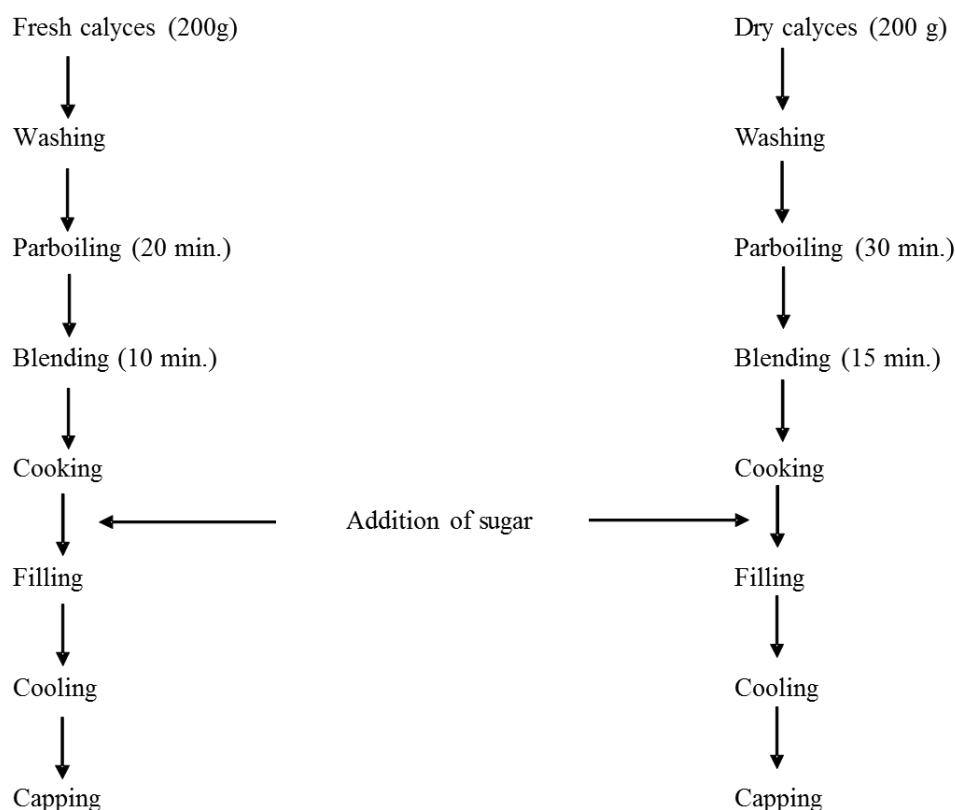 Fresh calyces (200g)
Dry calyces (200 g)
Washing
Washing
Parboiling (20 min.)
Parboiling (30 min.)
Blending (10 min.)
Blending (15 min.)
Cooking
Cooking
Addition of sugar
Filling
Filling
Cooling
Cooling
Capping
Capping